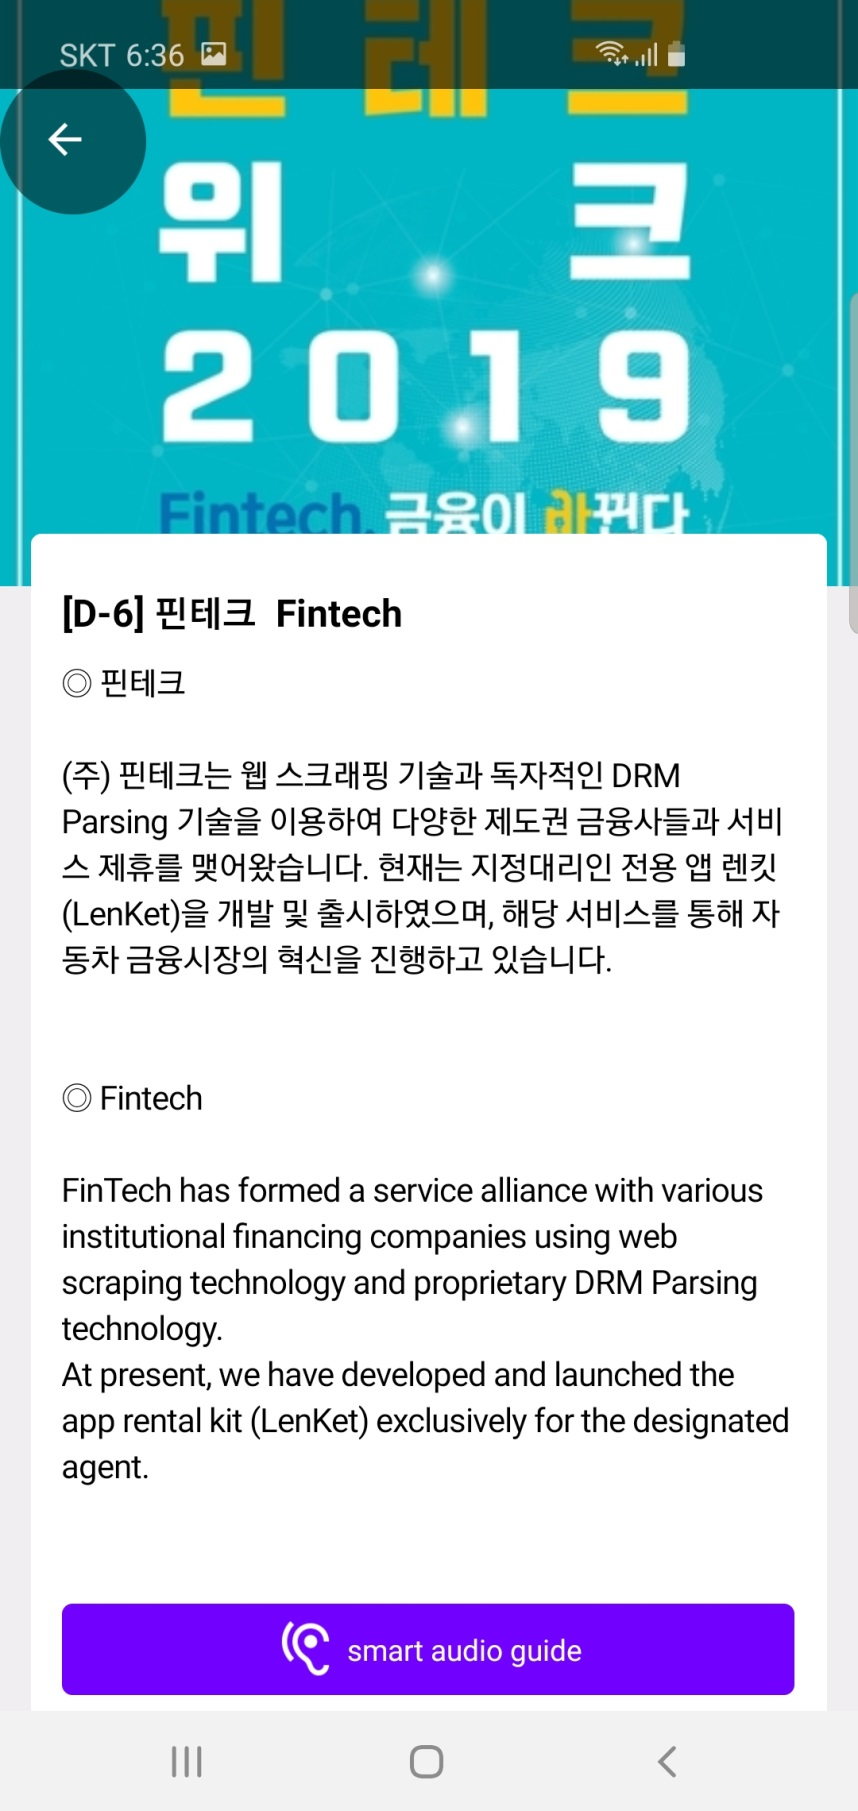 SKT 6:36
핀테크
위크
2019
Fintech. 금융이 바뀐다
[D-6] 핀테크 Fintech
◎ 핀테크
(주) 핀테크는 웹 스크래핑 기술과 독자적인 DRM
Parsing 기술을 이용하여 다양한 제도권 금융사들과 서비
스 제휴를 맺어왔습니다. 현재는 지정대리인 전용 앱 렌킷
(LenKet)을 개발 및 출시하였으며, 해당 서비스를 통해 자
동차 금융시장의 혁신을 진행하고 있습니다.
◎ Fintech
FinTech has formed a service alliance with various
institutional financing companies using web
scraping technology and proprietary DRM Parsing
technology.
At present, we have developed and launched the
app rental kit (LenKet) exclusively for the designated
agent.
smart audio guide